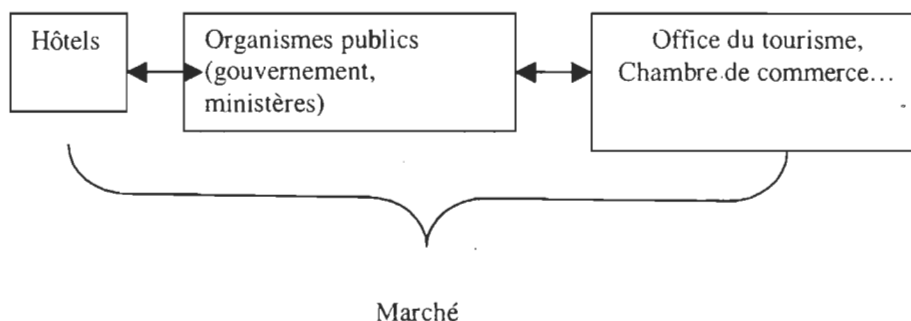 Hôtels
Organismes publics
(gouvernement,
ministères)
Office du tourisme,
Chambre de commerce…
Marché